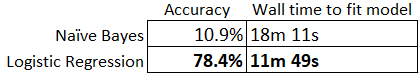 Accuracy Wall time to fit model
Naïve Bayes 10.9% 18m 11s
Logistic Regression 78.4% 11m 49s